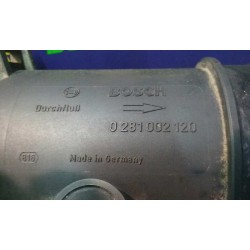 BOSCH
Durchfluß
0 281 002 120
Made in Germany